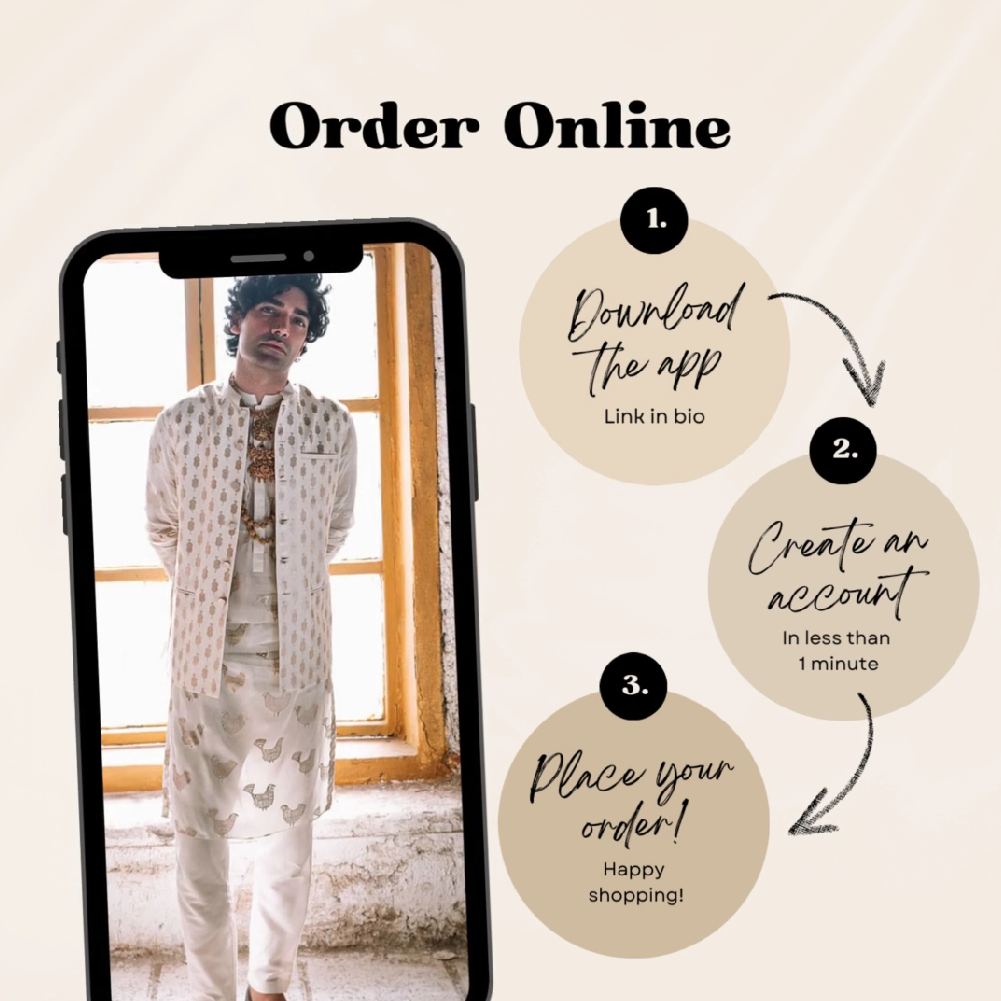 Order Online
1.
Download
the app
Link in bio
2.
Create an
account
In less than
1 minute
3.
Place your
order!
Happy
shopping!